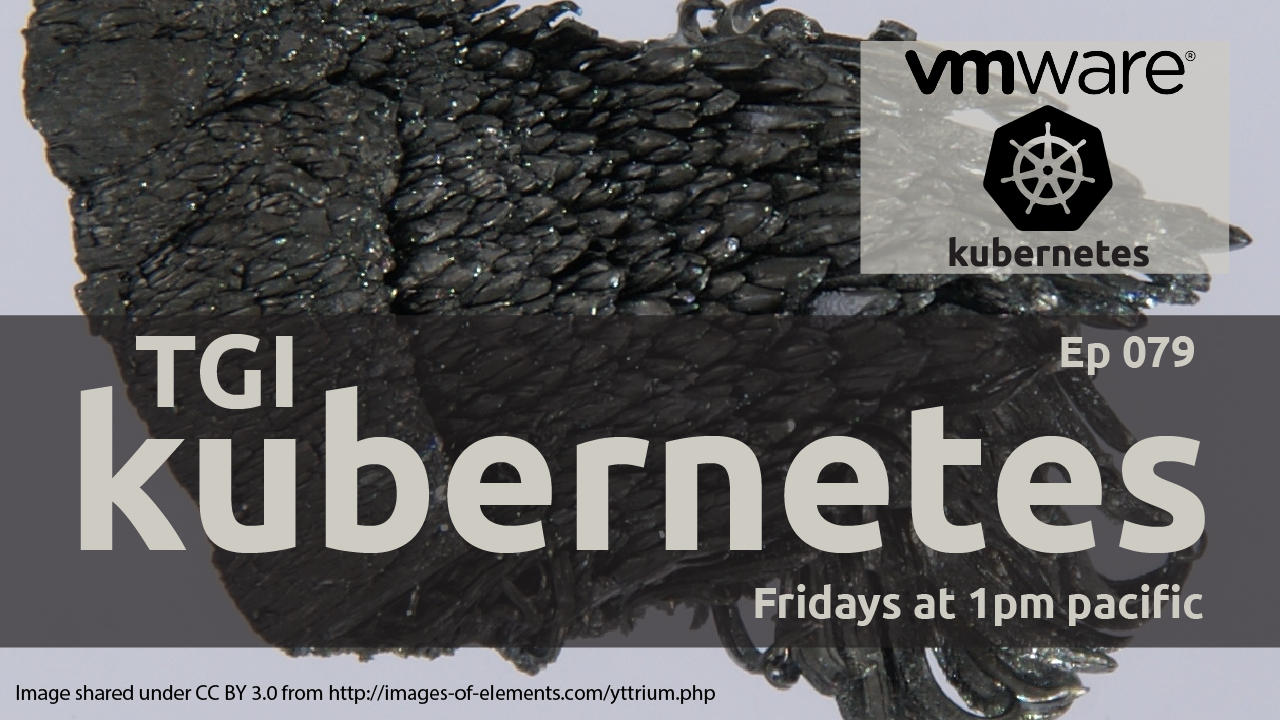 vmware®
kubernetes
TGI
Ep 079
kubernetes
Fridays at 1pm pacific
Image shared under CC BY 3.0 from http://images-of-elements.com/yttrium.php